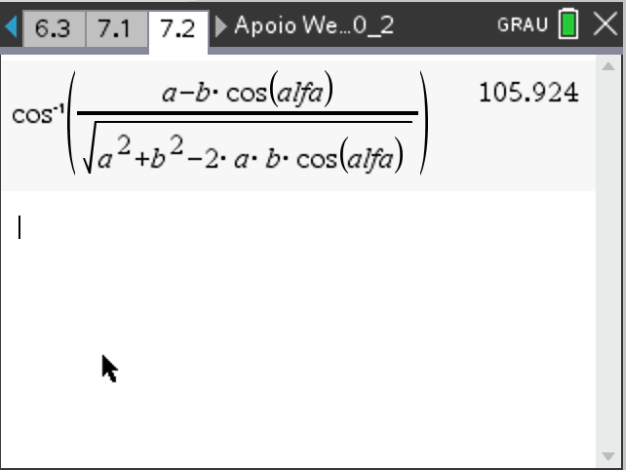 6.3 7.1 7.2 Apoio We...0_2 GRAU
cos⁻¹((a-b·cos(alfa))/(√(a²+b²-2·a·b·cos(alfa)))) 105.924